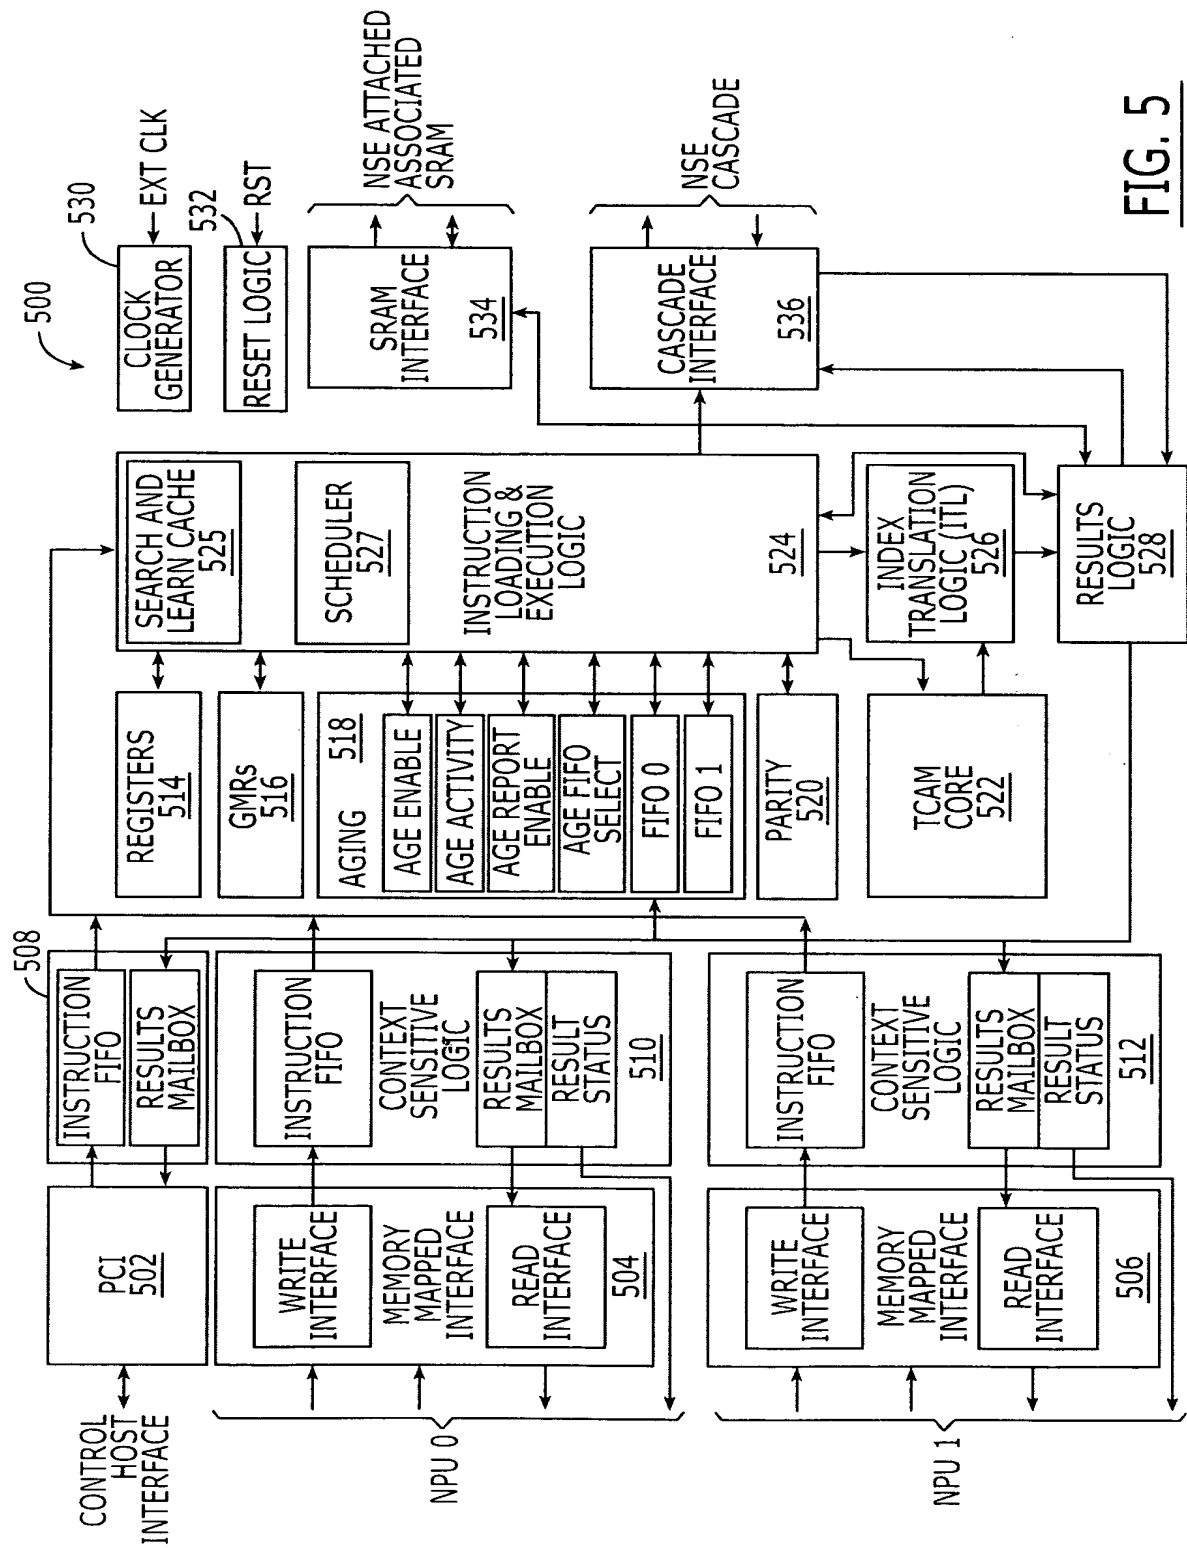 500
530
CLOCK
GENERATOR
EXT CLK
532
RESET LOGIC
RST
CONTROL
HOST
INTERFACE
PCI
502
508
INSTRUCTION
FIFO
RESULTS
MAILBOX
REGISTERS
514
GMRs
516
SEARCH AND
LEARN CACHE
525
SCHEDULER
527
INSTRUCTION
LOADING &
EXECUTION
LOGIC
524
SRAM
INTERFACE
534
NSE ATTACHED
ASSOCIATED
SRAM
NPU 0
WRITE
INTERFACE
MEMORY
MAPPED
INTERFACE
READ
INTERFACE
504
INSTRUCTION
FIFO
CONTEXT
SENSITIVE
LOGIC
RESULTS
MAILBOX
RESULT
STATUS
510
AGING
518
AGE ENABLE
AGE ACTIVITY
AGE REPORT
ENABLE
AGE FIFO
SELECT
FIFO 0
FIFO 1
PARITY
520
CASCADE
INTERFACE
536
NSE
CASCADE
NPU 1
WRITE
INTERFACE
MEMORY
MAPPED
INTERFACE
READ
INTERFACE
506
INSTRUCTION
FIFO
CONTEXT
SENSITIVE
LOGIC
RESULTS
MAILBOX
RESULT
STATUS
512
TCAM
CORE
522
INDEX
TRANSLATION
LOGIC (ITL)
526
RESULTS
LOGIC
528
FIG. 5